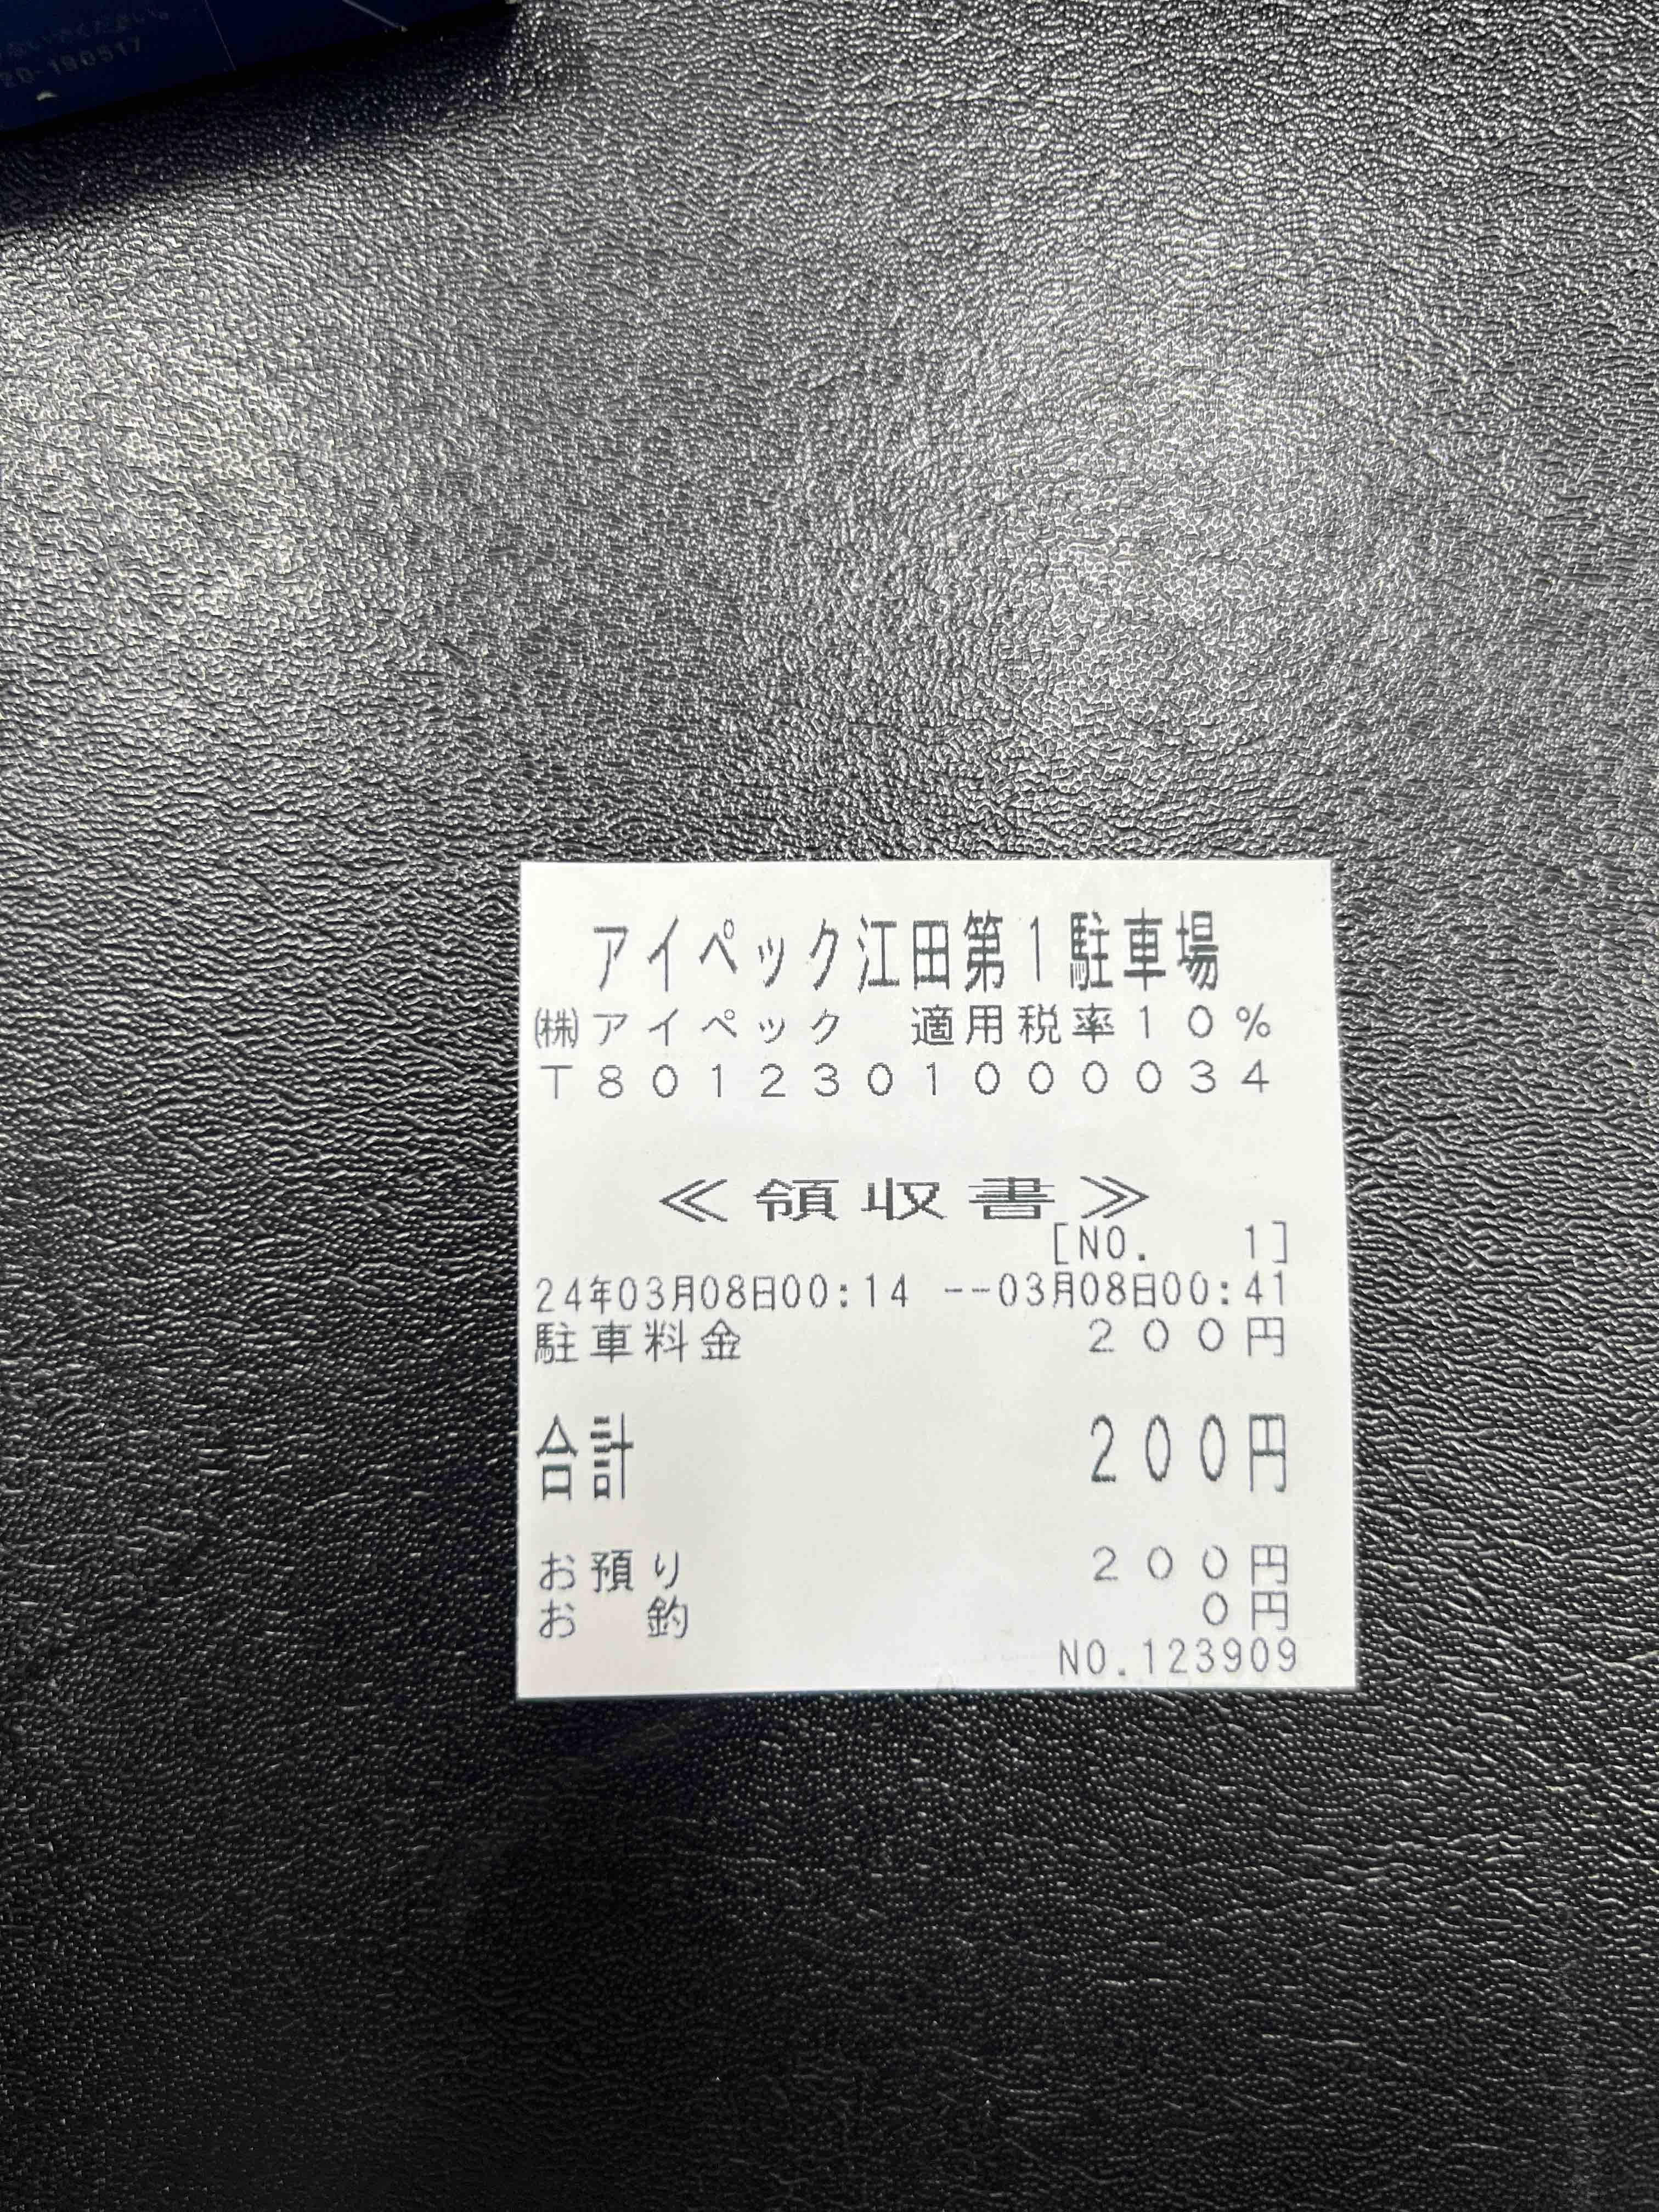 20-190517
アイペック江田第1駐車場
㈱アイペック 適用税率10%
T8012301000034
≪領収書≫
[NO. 1]
24年03月08日00:14 --03月08日00:41
駐車料金 200円
合計 200円
お預り 200円
お釣 0円
NO.123909